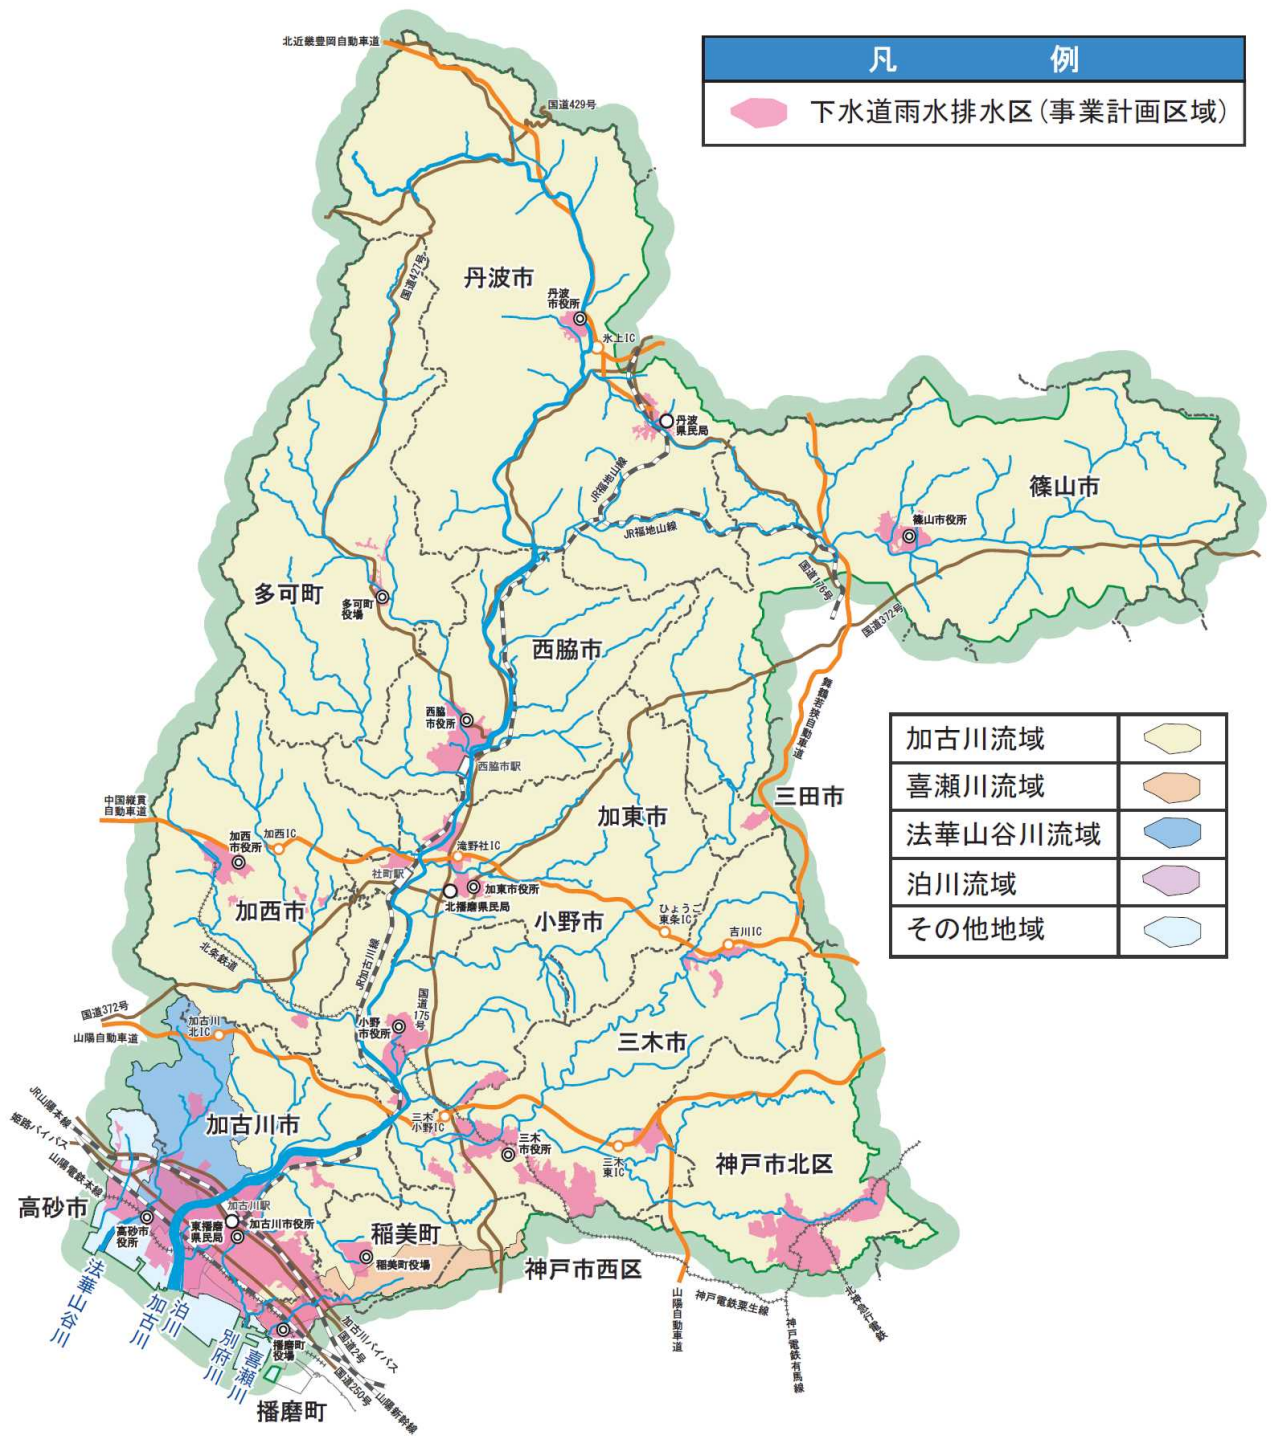 北近畿豊岡自動車道
凡　例
下水道雨水排水区(事業計画区域)
国道429号
国道427号
丹波市
丹波
市役所
氷上IC
丹波
県民局
JR福地山線
JR福地山線
篠山市
篠山市役所
国道176号
国道372号
多可町
多可町
役場
西脇市
西脇
市役所
西脇市駅
舞鶴若狭自動車道
加古川流域
喜瀬川流域
法華山谷川流域
泊川流域
その他地域
三田市
中国縦貫
自動車道
加西
市役所
加西IC
加東市
滝野社IC
社町駅
加東市役所
北播磨県民局
加西市
小野市
ひょうご
東条IC
吉川IC
北条鉄道
JR加古川線
国道175号
国道372号
山陽自動車道
加古川
北IC
小野
市役所
三木市
JR山陽本線
姫路バイパス
山陽電鉄本線
加古川市
三木
小野IC
三木
市役所
三木
東IC
神戸市北区
高砂市
高砂市
役所
加古川駅
東播磨
県民局
加古川市役所
稲美町
稲美町役場
神戸市西区
法華山谷川
加古川
泊川
別府川
喜瀬川
播磨町
役場
播磨町
加古川バイパス
国道2号
国道250号
山陽新幹線
山陽自動車道
神戸電鉄粟生線
神戸電鉄有馬線
北神急行電鉄